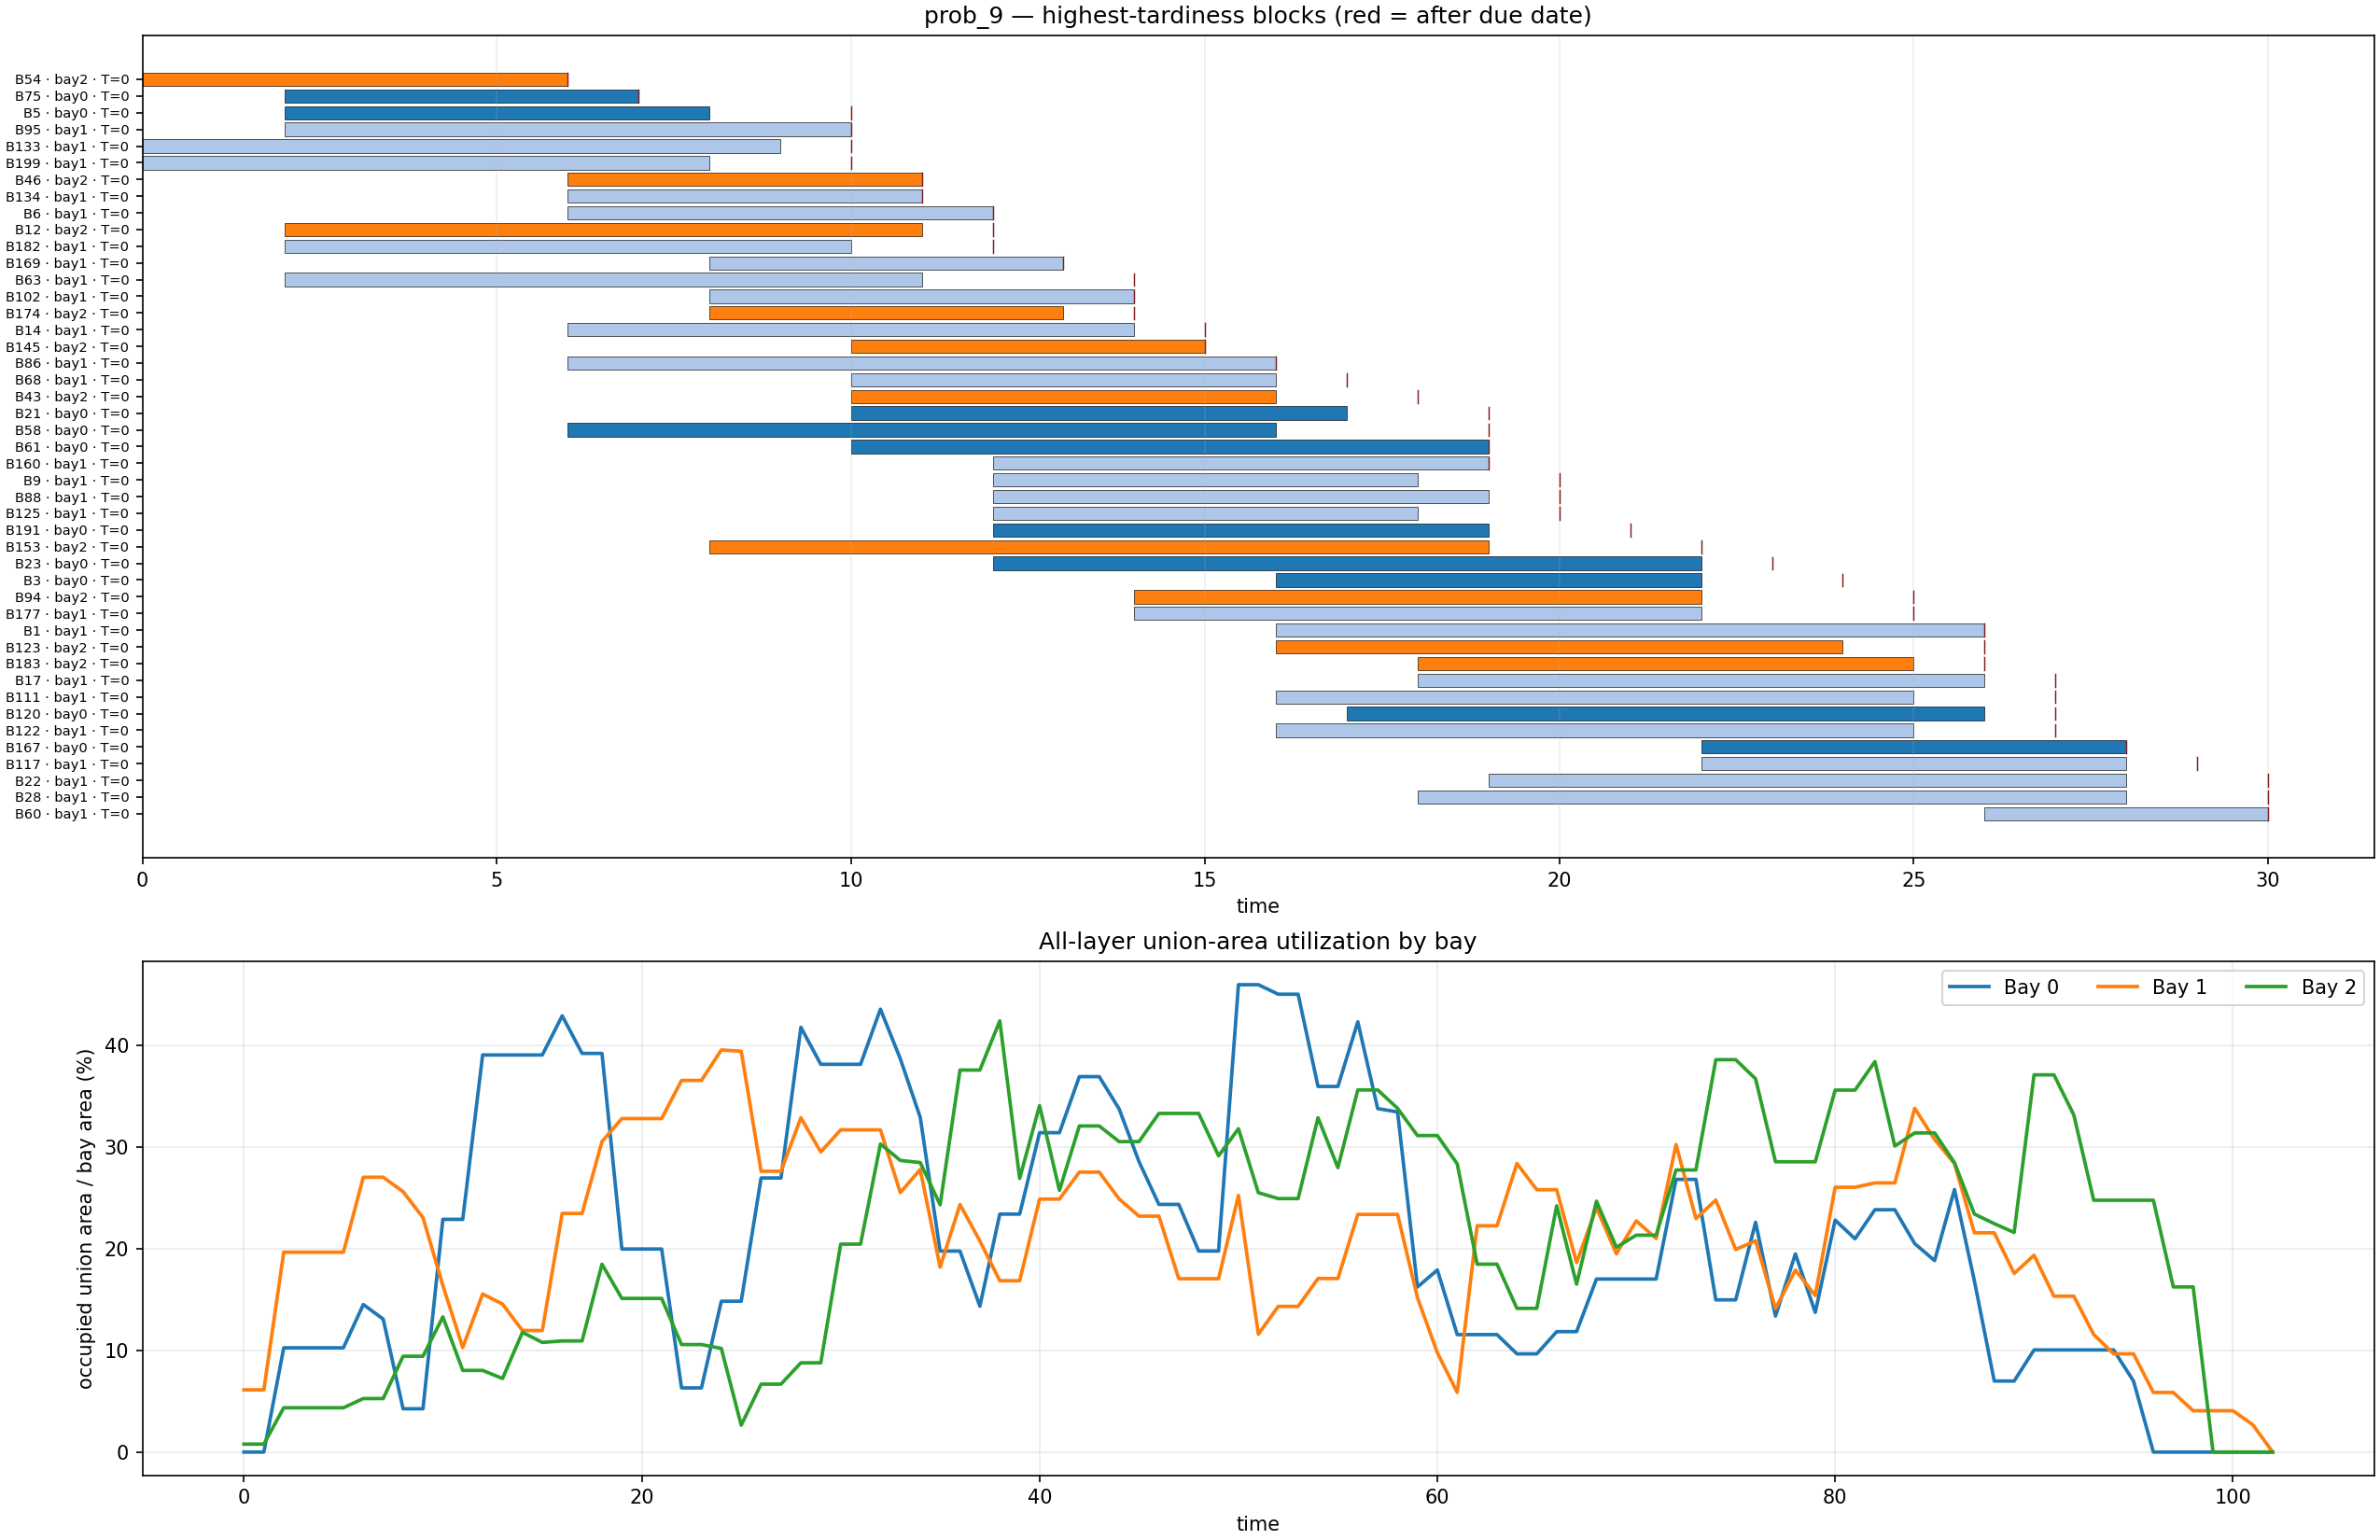 prob_9 — highest-tardiness blocks (red = after due date)
B54 · bay2 · T=0
B75 · bay0 · T=0
B5 · bay0 · T=0
B95 · bay1 · T=0
B133 · bay1 · T=0
B199 · bay1 · T=0
B46 · bay2 · T=0
B134 · bay1 · T=0
B6 · bay1 · T=0
B12 · bay2 · T=0
B182 · bay1 · T=0
B169 · bay1 · T=0
B63 · bay1 · T=0
B102 · bay1 · T=0
B174 · bay2 · T=0
B14 · bay1 · T=0
B145 · bay2 · T=0
B86 · bay1 · T=0
B68 · bay1 · T=0
B43 · bay2 · T=0
B21 · bay0 · T=0
B58 · bay0 · T=0
B61 · bay0 · T=0
B160 · bay1 · T=0
B9 · bay1 · T=0
B88 · bay1 · T=0
B125 · bay1 · T=0
B191 · bay0 · T=0
B153 · bay2 · T=0
B23 · bay0 · T=0
B3 · bay0 · T=0
B94 · bay2 · T=0
B177 · bay1 · T=0
B1 · bay1 · T=0
B123 · bay2 · T=0
B183 · bay2 · T=0
B17 · bay1 · T=0
B111 · bay1 · T=0
B120 · bay0 · T=0
B122 · bay1 · T=0
B167 · bay0 · T=0
B117 · bay1 · T=0
B22 · bay1 · T=0
B28 · bay1 · T=0
B60 · bay1 · T=0
0 5 10 15 20 25 30
time
All-layer union-area utilization by bay
Bay 0 Bay 1 Bay 2
occupied union area / bay area (%)
40
30
20
10
0
0 20 40 60 80 100
time